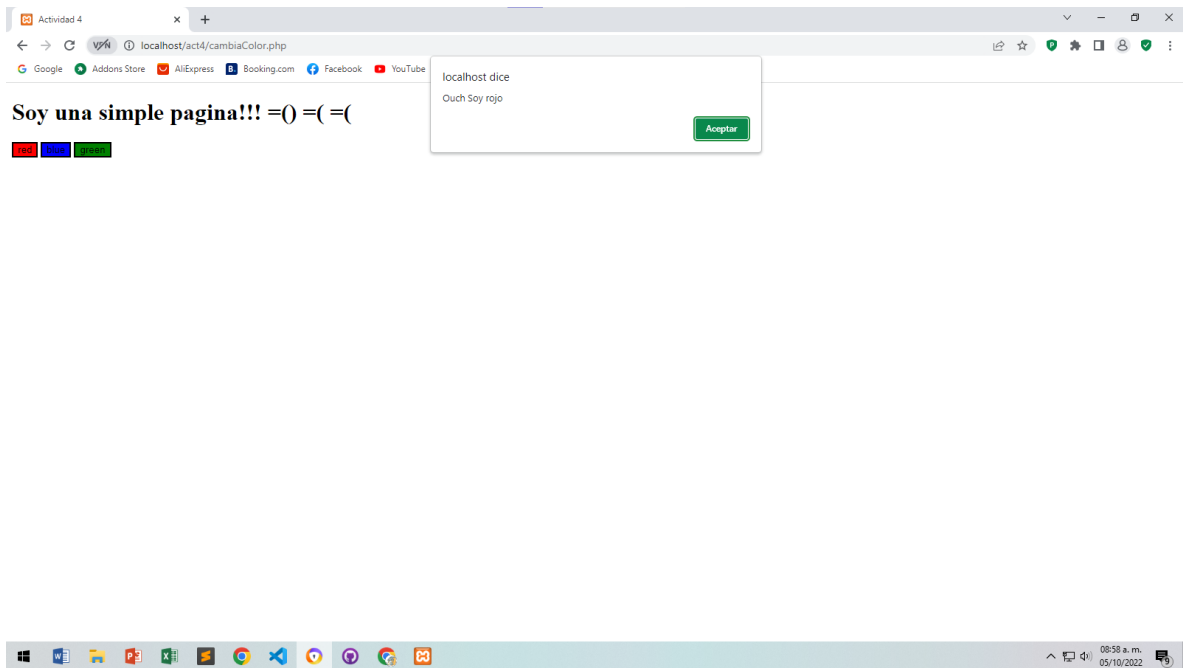 Actividad 4
VPN localhost/act4/cambiaColor.php
Google Addons Store AliExpress B. Booking.com Facebook YouTube
localhost dice
Ouch Soy rojo
Aceptar
Soy una simple pagina!!! =() =( =(
red blue green
08:58 a. m.
05/10/2022